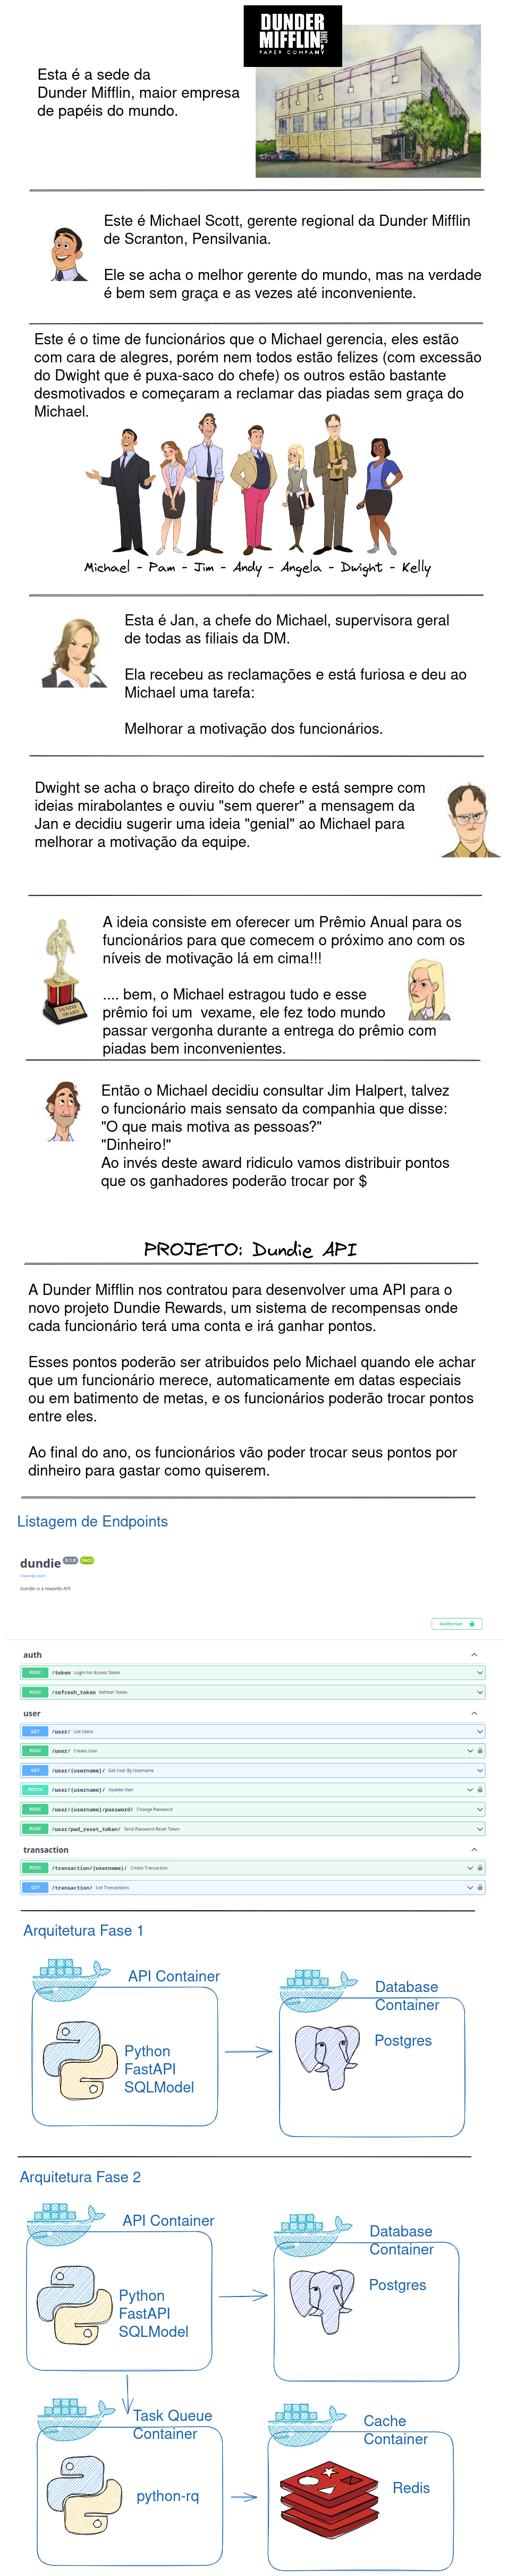 DUNDER
MIFFLIN, INC
PAPER COMPANY
Esta é a sede da
Dunder Mifflin, maior empresa
de papéis do mundo.
Este é Michael Scott, gerente regional da Dunder Mifflin
de Scranton, Pensilvania.
Ele se acha o melhor gerente do mundo, mas na verdade
é bem sem graça e as vezes até inconveniente.
Este é o time de funcionários que o Michael gerencia, eles estão
com cara de alegres, porém nem todos estão felizes (com excessão
do Dwight que é puxa-saco do chefe) os outros estão bastante
desmotivados e começaram a reclamar das piadas sem graça do
Michael.
Michael - Pam - Jim - Andy - Angela - Dwight - Kelly
Esta é Jan, a chefe do Michael, supervisora geral
de todas as filiais da DM.
Ela recebeu as reclamações e está furiosa e deu ao
Michael uma tarefa:
Melhorar a motivação dos funcionários.
Dwight se acha o braço direito do chefe e está sempre com
ideias mirabolantes e ouviu "sem querer" a mensagem da
Jan e decidiu sugerir uma ideia "genial" ao Michael para
melhorar a motivação da equipe.
A ideia consiste em oferecer um Prêmio Anual para os
funcionários para que comecem o próximo ano com os
níveis de motivação lá em cima!!!
.... bem, o Michael estragou tudo e esse
prêmio foi um vexame, ele fez todo mundo
passar vergonha durante a entrega do prêmio com
piadas bem inconvenientes.
DUNDIE
AWARD
Então o Michael decidiu consultar Jim Halpert, talvez
o funcionário mais sensato da companhia que disse:
"O que mais motiva as pessoas?"
"Dinheiro!"
Ao invés deste award ridiculo vamos distribuir pontos
que os ganhadores poderão trocar por $
PROJETO: Dundie API
A Dunder Mifflin nos contratou para desenvolver uma API para o
novo projeto Dundie Rewards, um sistema de recompensas onde
cada funcionário terá uma conta e irá ganhar pontos.
Esses pontos poderão ser atribuidos pelo Michael quando ele achar
que um funcionário merece, automaticamente em datas especiais
ou em batimento de metas, e os funcionários poderão trocar pontos
entre eles.
Ao final do ano, os funcionários vão poder trocar seus pontos por
dinheiro para gastar como quiserem.
Listagem de Endpoints
dundie 0.1.0 OAS3
/openapi.json
dundie is a rewards API
Authorize
auth
POST /token Login For Access Token
POST /refresh_token Refresh Token
user
GET /user/ List Users
POST /user/ Create User
GET /user/{username}/ Get User By Username
PATCH /user/{username}/ Update User
POST /user/{username}/password/ Change Password
POST /user/pwd_reset_token/ Send Password Reset Token
transaction
POST /transaction/{username}/ Create Transaction
GET /transaction/ List Transactions
Arquitetura Fase 1
API Container
Python
FastAPI
SQLModel
Database
Container
Postgres
Arquitetura Fase 2
API Container
Python
FastAPI
SQLModel
Database
Container
Postgres
Task Queue
Container
python-rq
Cache
Container
Redis